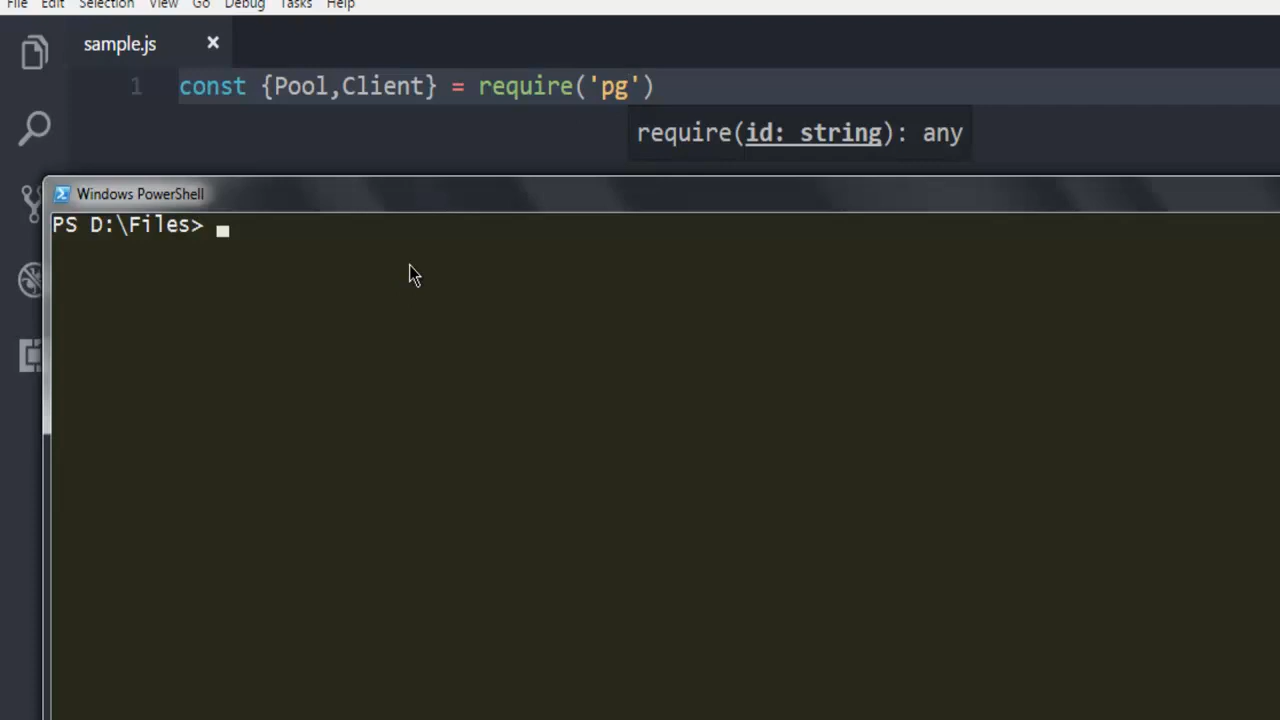 File Edit Selection View Go Debug Tasks Help
sample.js ×
1 const {Pool,Client} = require('pg')
require(id: string): any
Windows PowerShell
PS D:\Files>